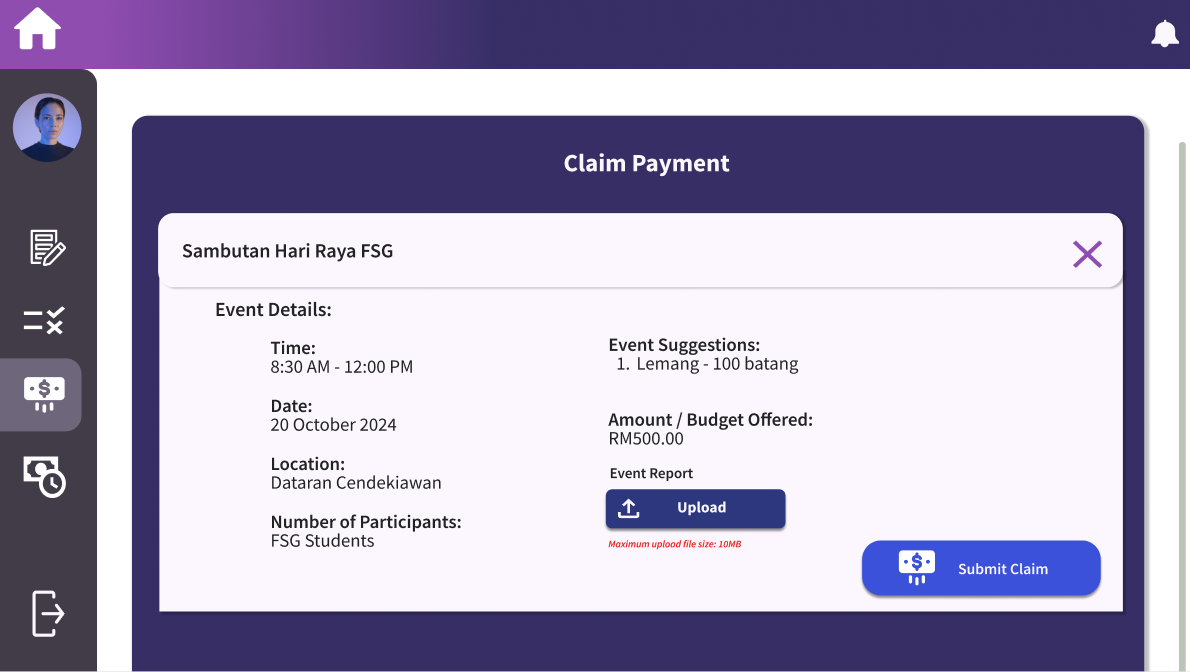 Claim Payment
Sambutan Hari Raya FSG
Event Details:
Time:
8:30 AM - 12:00 PM
Date:
20 October 2024
Location:
Dataran Cendekiawan
Number of Participants:
FSG Students
Event Suggestions:
1. Lemang - 100 batang
Amount / Budget Offered:
RM500.00
Event Report
Upload
Maximum upload file size: 10MB
Submit Claim